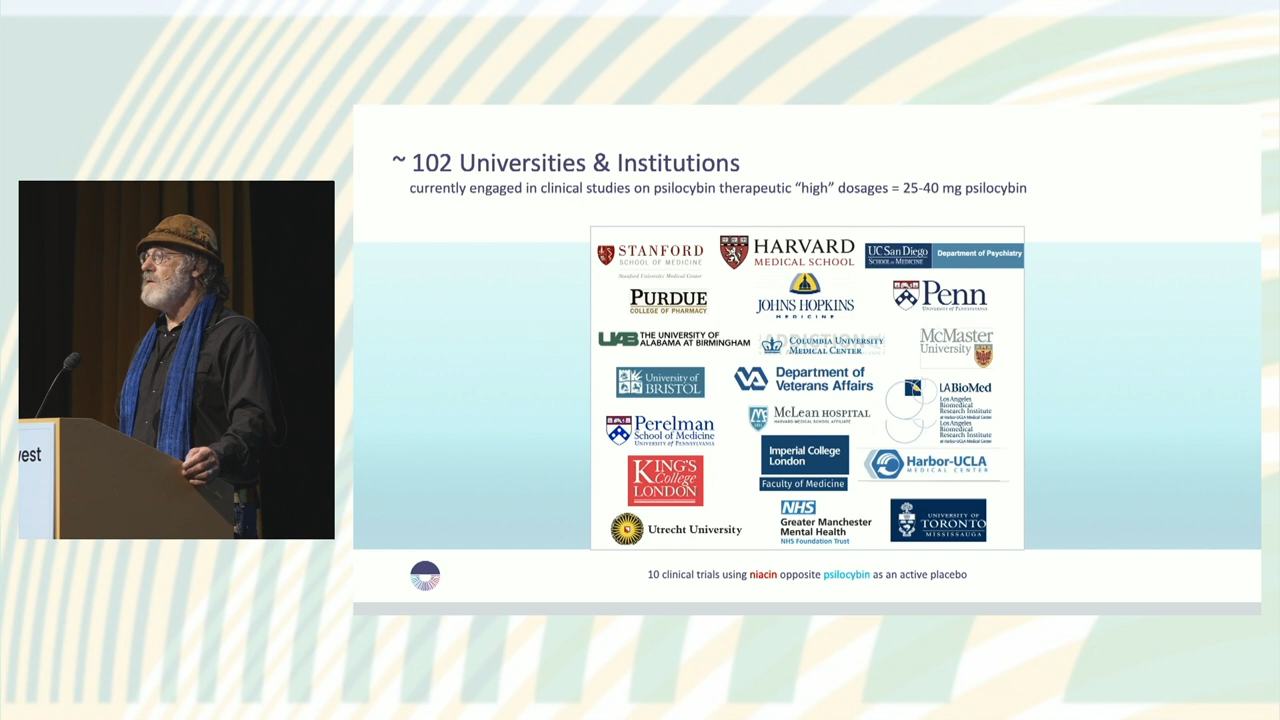 ~ 102 Universities & Institutions
currently engaged in clinical studies on psilocybin therapeutic “high” dosages = 25-40 mg psilocybin
STANFORD
SCHOOL OF MEDICINE
Stanford University Medical Center
HARVARD
MEDICAL SCHOOL
UC San Diego
SCHOOL OF MEDICINE
Department of Psychiatry
PURDUE
COLLEGE OF PHARMACY
JOHNS HOPKINS
MEDICINE
Penn
UNIVERSITY OF PENNSYLVANIA
UAB THE UNIVERSITY OF
ALABAMA AT BIRMINGHAM
ADDICTION
COLUMBIA UNIVERSITY
MEDICAL CENTER
McMaster
University
University of
BRISTOL
VA
Department of
Veterans Affairs
LABioMed
Los Angeles
Biomedical
Research Institute
at Harbor-UCLA Medical Center
Los Angeles
Biomedical
Research Institute
at Harbor-UCLA Medical Center
Perelman
School of Medicine
UNIVERSITY OF PENNSYLVANIA
McLEAN HOSPITAL
HARVARD MEDICAL SCHOOL AFFILIATE
KING'S
College
LONDON
Imperial College
London
Faculty of Medicine
Harbor-UCLA
MEDICAL CENTER
Utrecht University
NHS
Greater Manchester
Mental Health
NHS Foundation Trust
UNIVERSITY OF
TORONTO
MISSISSAUGA
10 clinical trials using niacin opposite psilocybin as an active placebo
west